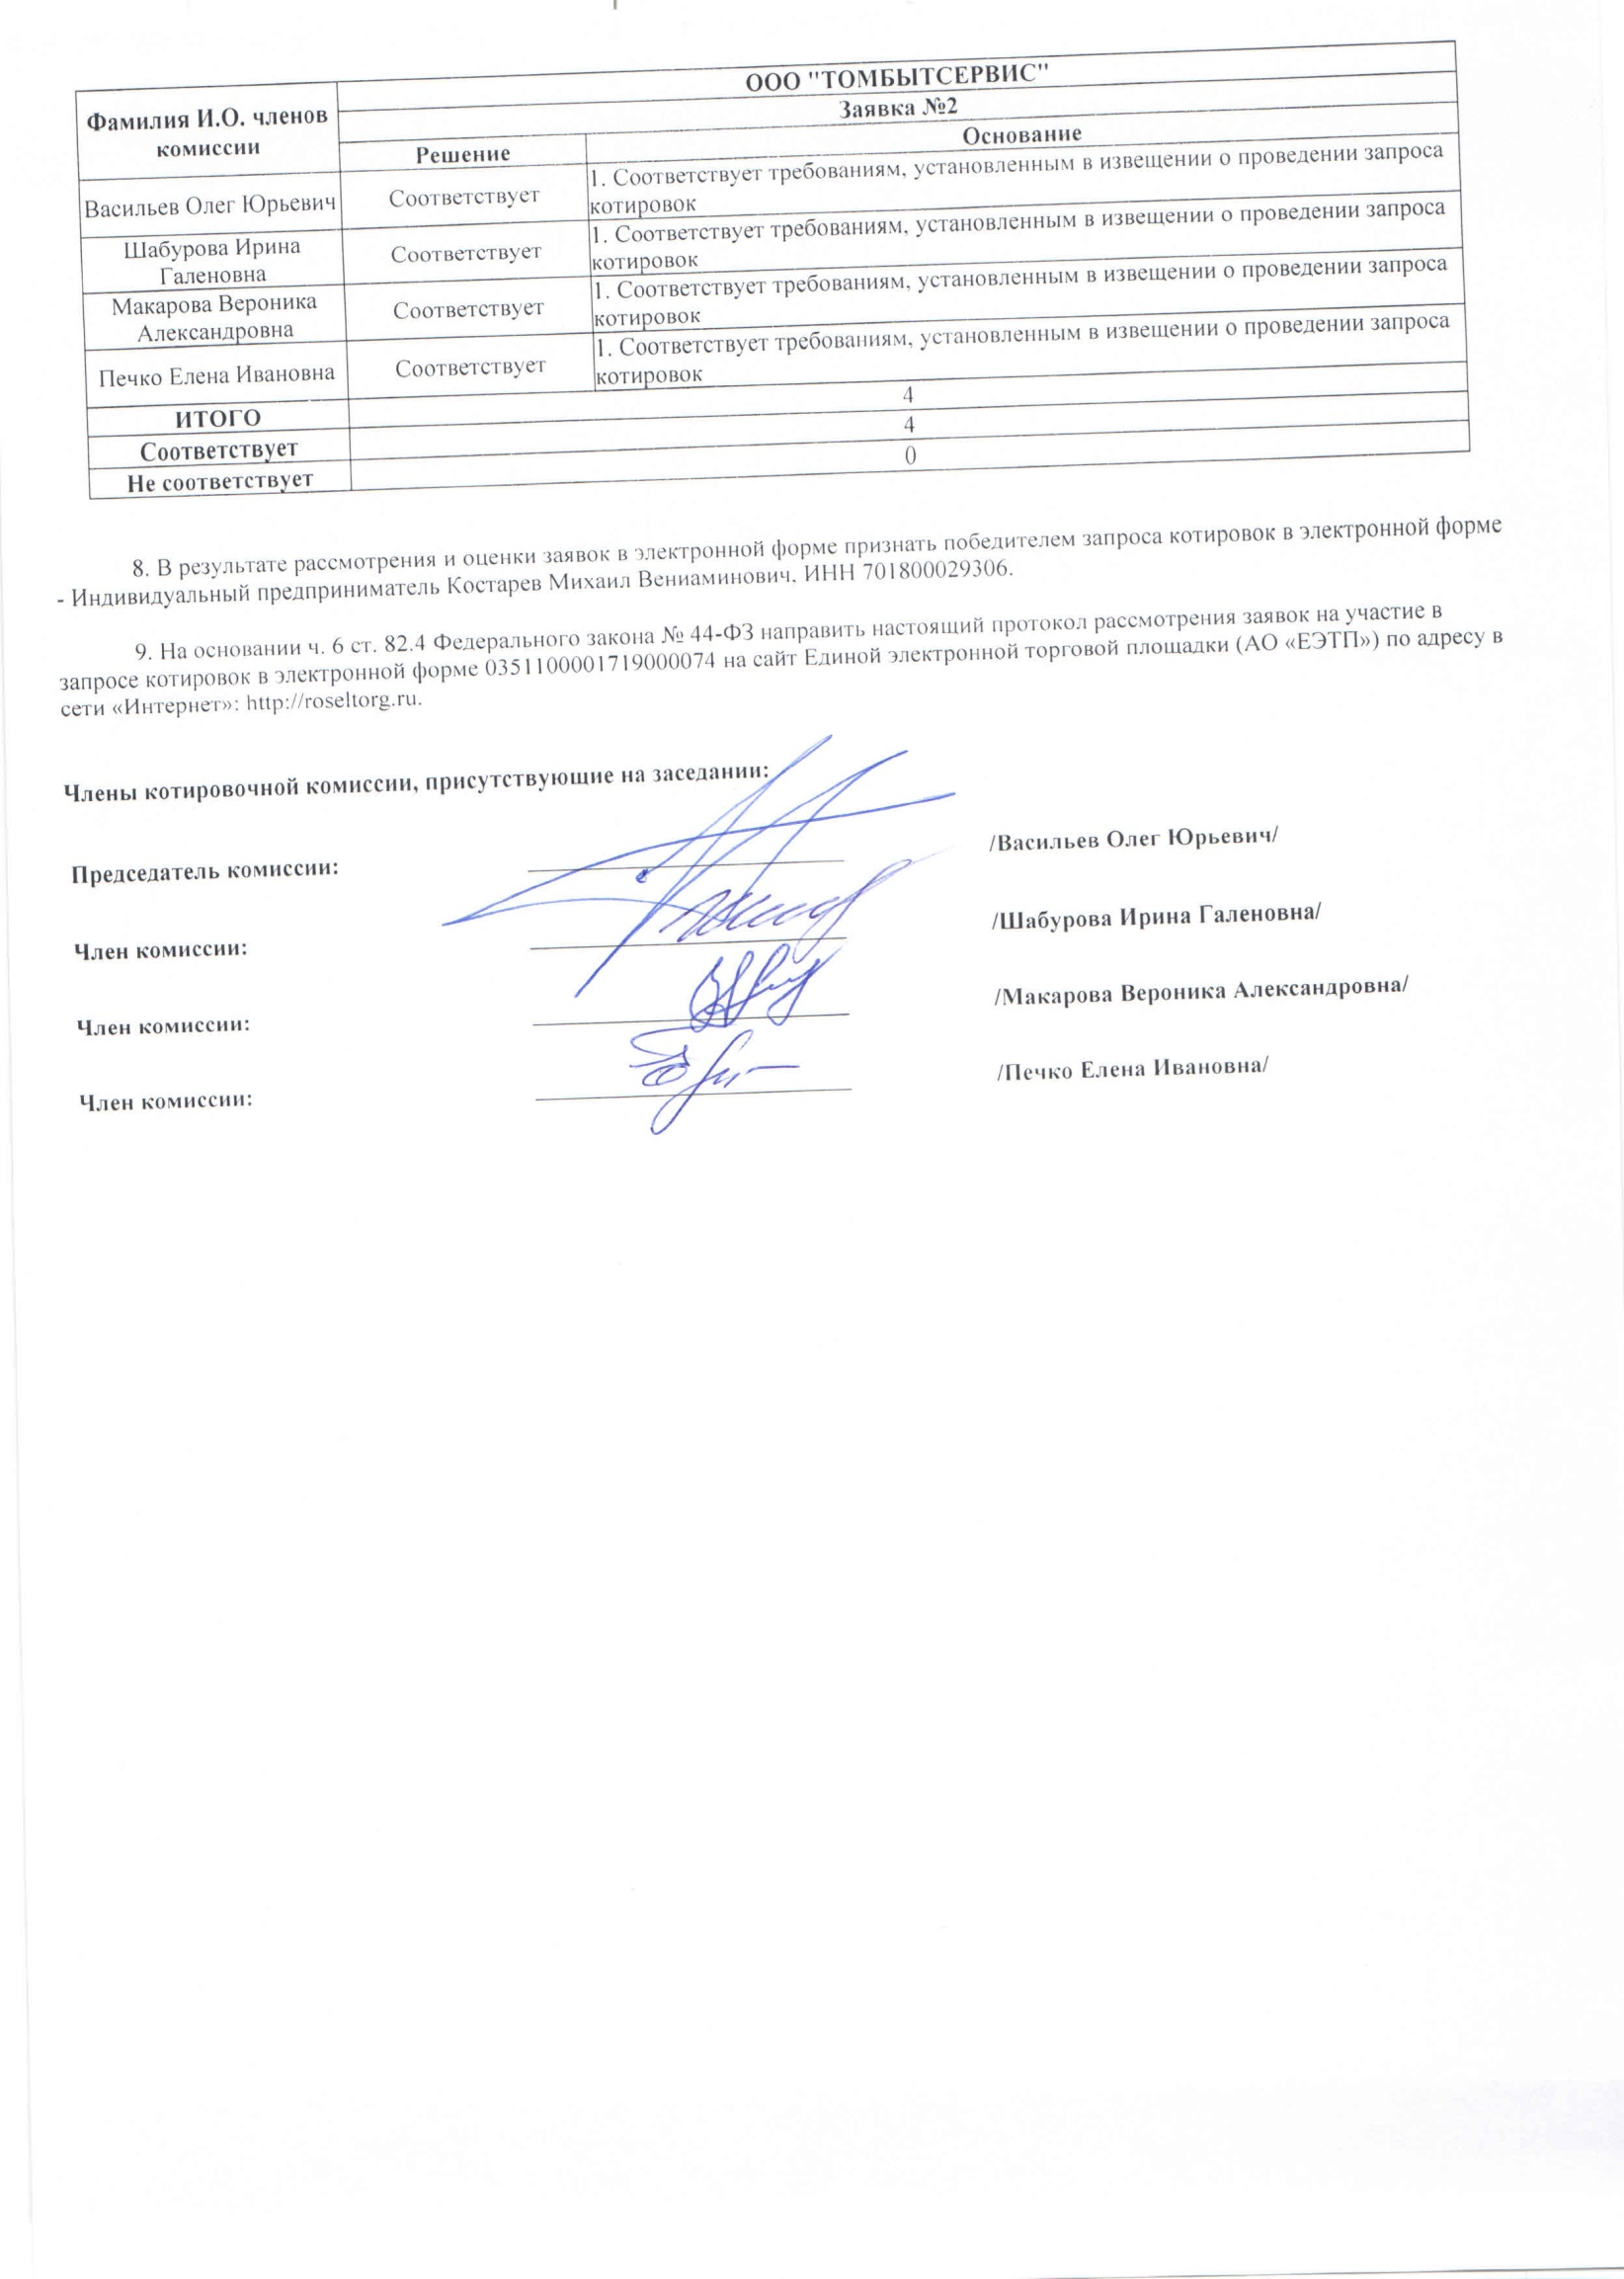 Фамилия И.О. членов комиссии
ООО "ТОМБЫТСЕРВИС"
Заявка №2
Решение
Основание
Васильев Олег Юрьевич
Соответствует
1. Соответствует требованиям, установленным в извещении о проведении запроса
котировок
Шабурова Ирина
Галеновна
Соответствует
1. Соответствует требованиям, установленным в извещении о проведении запроса
котировок
Макарова Вероника
Александровна
Соответствует
1. Соответствует требованиям, установленным в извещении о проведении запроса
котировок
Печко Елена Ивановна
Соответствует
1. Соответствует требованиям, установленным в извещении о проведении запроса
котировок
ИТОГО
4
Соответствует
4
Не соответствует
0
8. В результате рассмотрения и оценки заявок в электронной форме признать победителем запроса котировок в электронной форме
- Индивидуальный предприниматель Костарев Михаил Вениаминович. ИНН 701800029306.
9. На основании ч. 6 ст. 82.4 Федерального закона № 44-ФЗ направить настоящий протокол рассмотрения заявок на участие в
запросе котировок в электронной форме 0351100001719000074 на сайт Единой электронной торговой площадки (АО «ЕЭТП») по адресу в
сети «Интернет»: http://roseltorg.ru.
Члены котировочной комиссии, присутствующие на заседании:
Председатель комиссии:
/Васильев Олег Юрьевич/
Член комиссии:
/Шабурова Ирина Галеновна/
Член комиссии:
/Макарова Вероника Александровна/
Член комиссии:
/Печко Елена Ивановна/